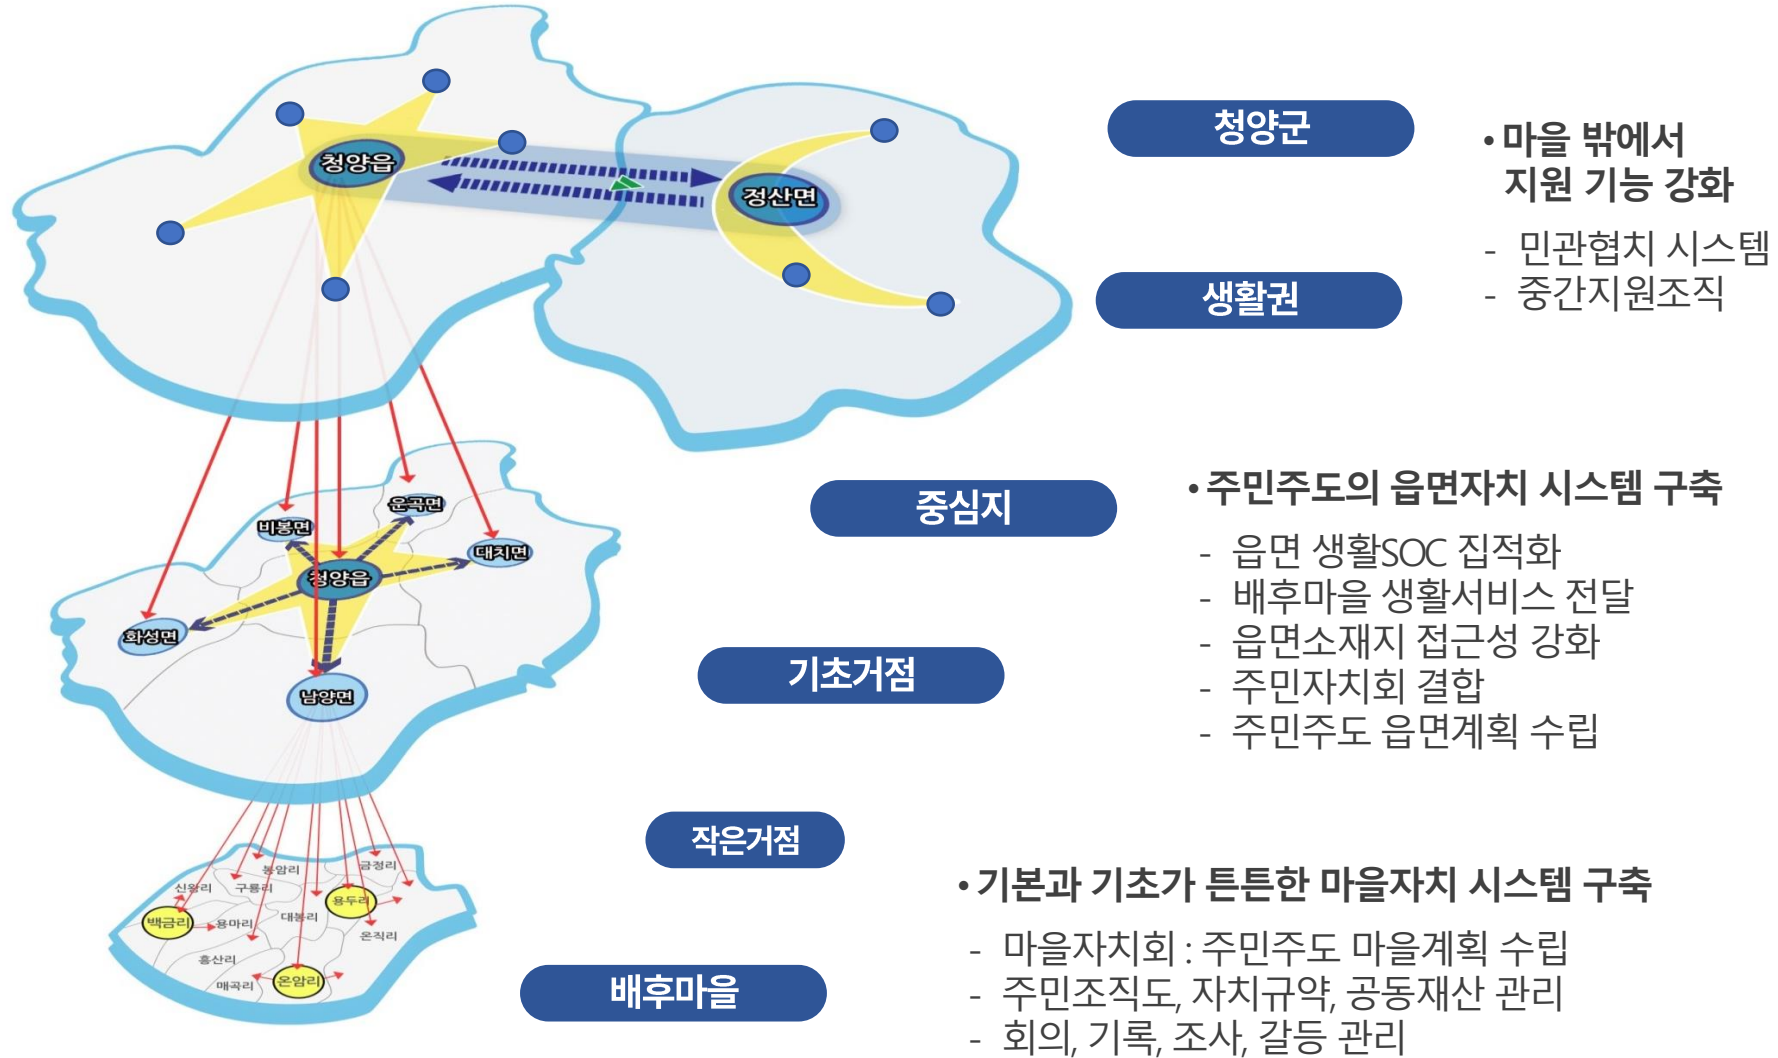 청양읍
정산면
청양군
생활권
• 마을 밖에서
지원 기능 강화
- 민관협치 시스템
- 중간지원조직
운곡면
비봉면
대치면
청양읍
화성면
남양면
중심지
기초거점
• 주민주도의 읍면자치 시스템 구축
- 읍면 생활SOC 집적화
- 배후마을 생활서비스 전달
- 읍면소재지 접근성 강화
- 주민자치회 결합
- 주민주도 읍면계획 수립
금정리
봉암리
신왕리
구룡리
용두리
백금리
용마리
대봉리
온직리
흥산리
매곡리
온암리
작은거점
배후마을
• 기본과 기초가 튼튼한 마을자치 시스템 구축
- 마을자치회 : 주민주도 마을계획 수립
- 주민조직도, 자치규약, 공동재산 관리
- 회의, 기록, 조사, 갈등 관리